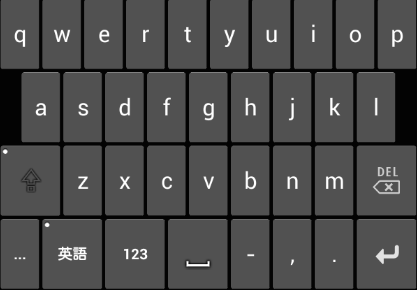 q w e r t y u i o p
a s d f g h j k l
z x c v b n m DEL
... 英語 123 - , .